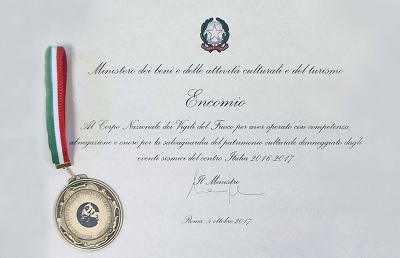 Ministero dei beni e delle attività culturali e del turismo
Encomio
Al Corpo Nazionale dei Vigili del Fuoco per aver operato con competenza
abnegazione e onore per la salvaguardia del patrimonio culturale danneggiato dagli
eventi sismici del centro Italia 2016-2017
Il Ministro
Roma, 5 ottobre 2017